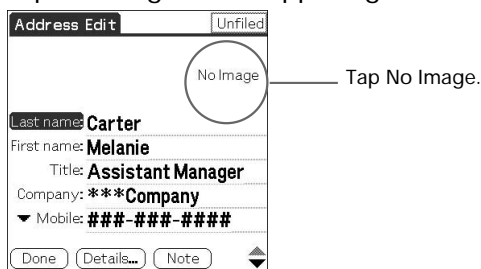 Address Edit Unfiled
No Image
Tap No Image.
Last name: Carter
First name: Melanie
Title: Assistant Manager
Company: ***Company
Mobile: ###-###-####
Done Details... Note